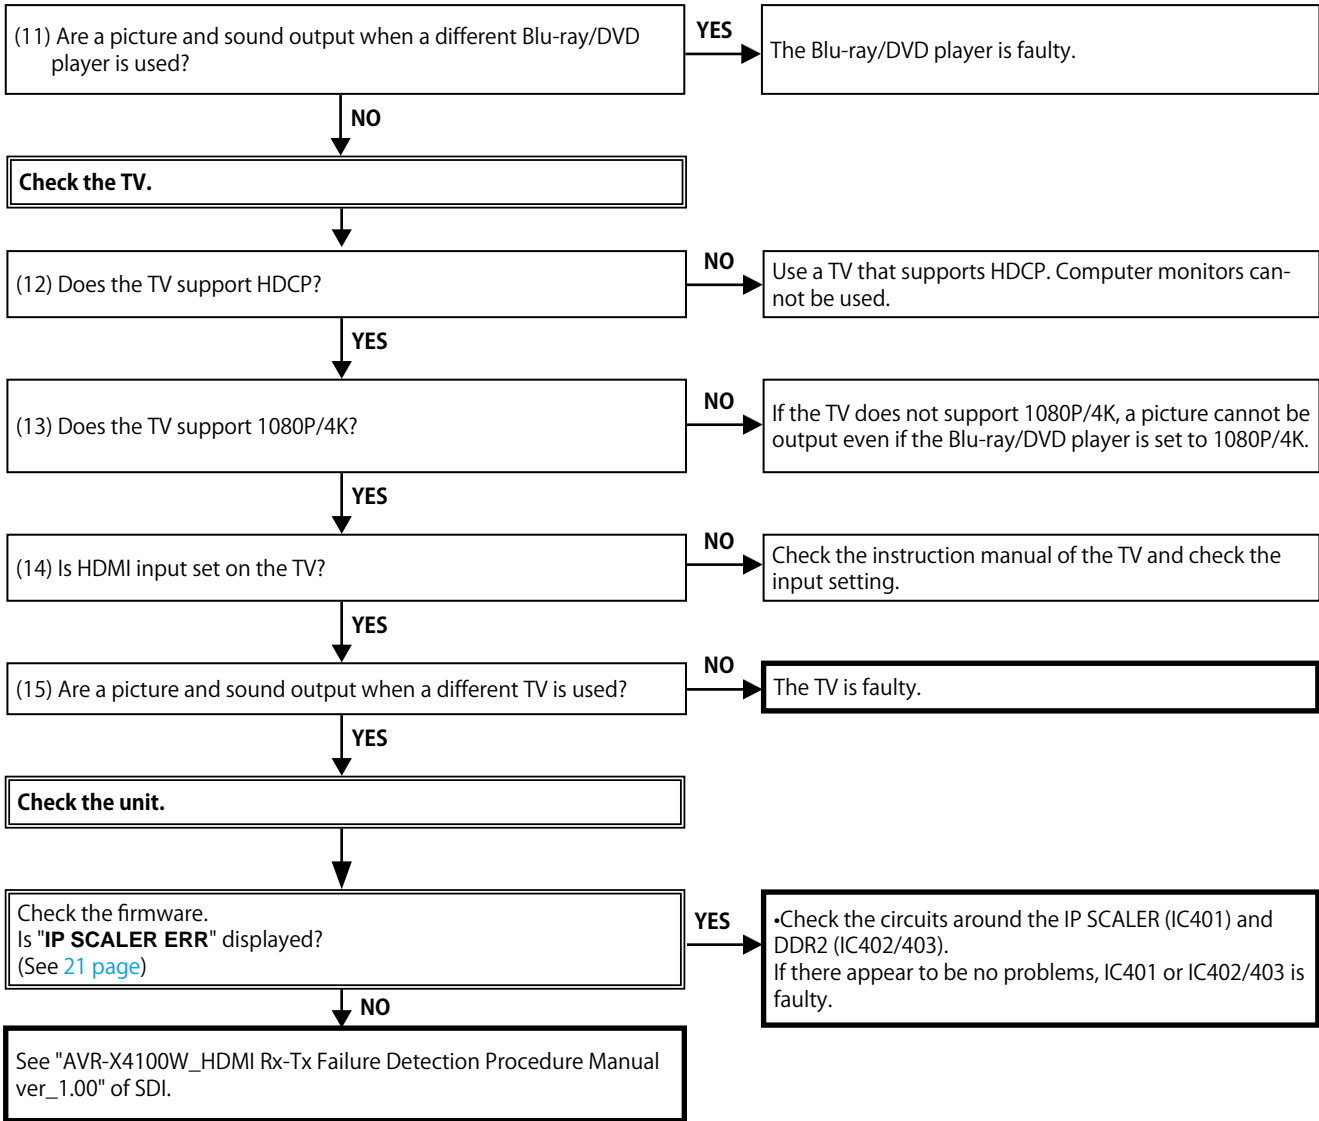 (11) Are a picture and sound output when a different Blu-ray/DVD
player is used?
YES
The Blu-ray/DVD player is faulty.
NO
Check the TV.
(12) Does the TV support HDCP?
NO
Use a TV that supports HDCP. Computer monitors can-
not be used.
YES
(13) Does the TV support 1080P/4K?
NO
If the TV does not support 1080P/4K, a picture cannot be
output even if the Blu-ray/DVD player is set to 1080P/4K.
YES
(14) Is HDMI input set on the TV?
NO
Check the instruction manual of the TV and check the
input setting.
YES
(15) Are a picture and sound output when a different TV is used?
NO
The TV is faulty.
YES
Check the unit.
Check the firmware.
Is "IP SCALER ERR" displayed?
(See 21 page)
YES
•Check the circuits around the IP SCALER (IC401) and
DDR2 (IC402/403).
If there appear to be no problems, IC401 or IC402/403 is
faulty.
NO
See "AVR-X4100W_HDMI Rx-Tx Failure Detection Procedure Manual
ver_1.00" of SDI.